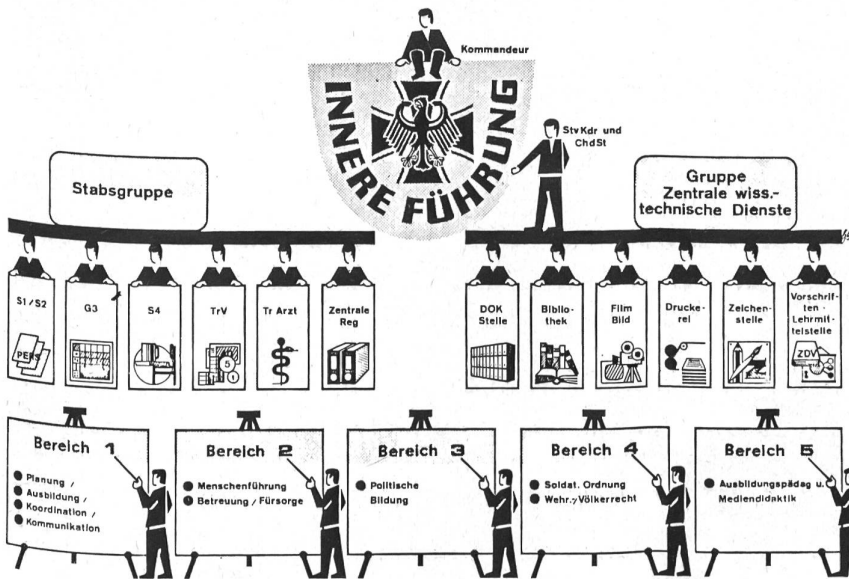 Kommandeur
INNERE FÜHRUNG
StvKdr und
ChdSt
Stabsgruppe
Gruppe
Zentrale wiss.-
technische Dienste
S1/S2
PERS
G3
S4
TrV
5
1
Tr Arzt
Zentrale
Reg
DOK
Stelle
Biblio-
thek
Film
Bild
Drucke-
rei
Zeichen-
stelle
Vorschrif-
ten -
Lehrmit-
telstelle
ZDV
Bereich 1
Planung /
Ausbildung /
Koordination /
Kommunikation
Bereich 2
Menschenführung
Betreuung / Fürsorge
Bereich 3
Politische
Bildung
Bereich 4
Soldat. Ordnung
Wehr- Völkerrecht
Bereich 5
Ausbildungspädag u.
Mediendidaktik